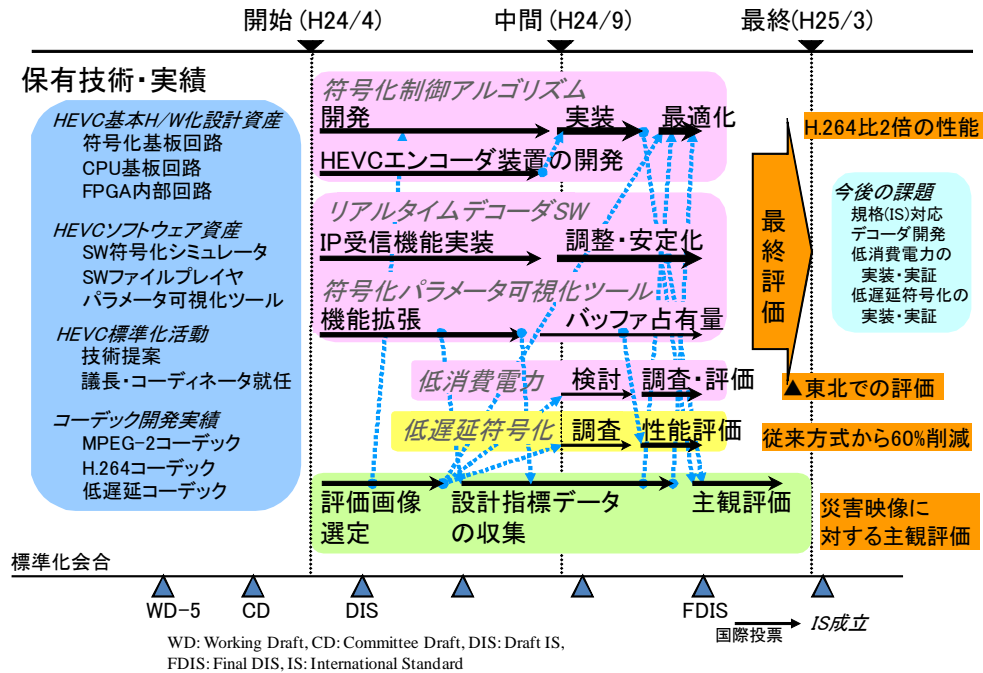 開始(H24/4)
中間(H24/9)
最終(H25/3)
保有技術・実績
HEVC基本H/W化設計資産
符号化基板回路
CPU基板回路
FPGA内部回路
HEVCソフトウェア資産
SW符号化シミュレータ
SWファイルプレイヤ
パラメータ可視化ツール
HEVC標準化活動
技術提案
議長・コーディネータ就任
コーデック開発実績
MPEG-2コーデック
H.264コーデック
低遅延コーデック
符号化制御アルゴリズム
開発
実装
最適化
HEVCエンコーダ装置の開発
リアルタイムデコーダSW
IP受信機能実装
調整・安定化
符号化パラメータ可視化ツール
機能拡張
バッファ占有量
低消費電力
検討
調査・評価
低遅延符号化
調査
性能評価
評価画像
選定
設計指標データ
の収集
主観評価
最終評価
H.264比2倍の性能
今後の課題
規格(IS)対応
デコーダ開発
低消費電力の
実装・実証
低遅延符号化の
実装・実証
▲東北での評価
従来方式から60%削減
災害映像に
対する主観評価
標準化会合
WD-5
CD
DIS
FDIS
国際投票
IS成立
WD: Working Draft, CD: Committee Draft, DIS: Draft IS,
FDIS: Final DIS, IS: International Standard